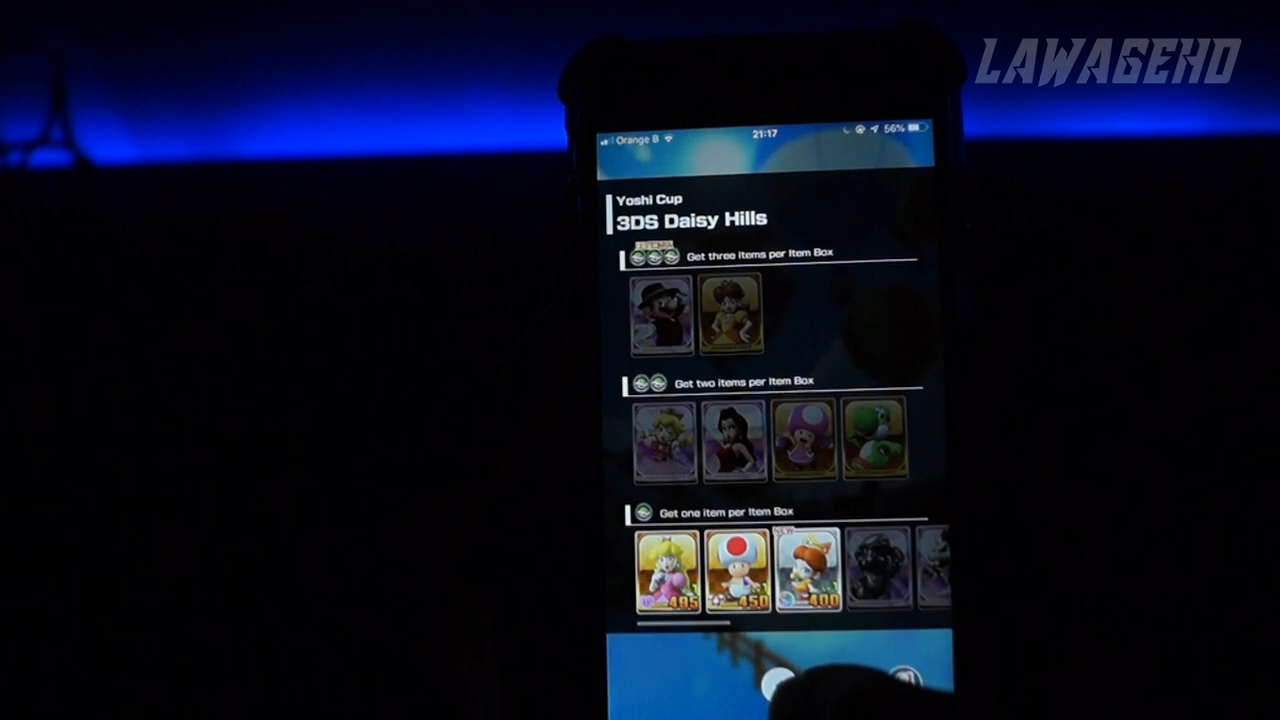 LAWAGEHD
Orange B 21:17 56%
Yoshi Cup
3DS Daisy Hills
Get three items per Item Box
Get two items per Item Box
Get one item per Item Box
NEW
495 450 400